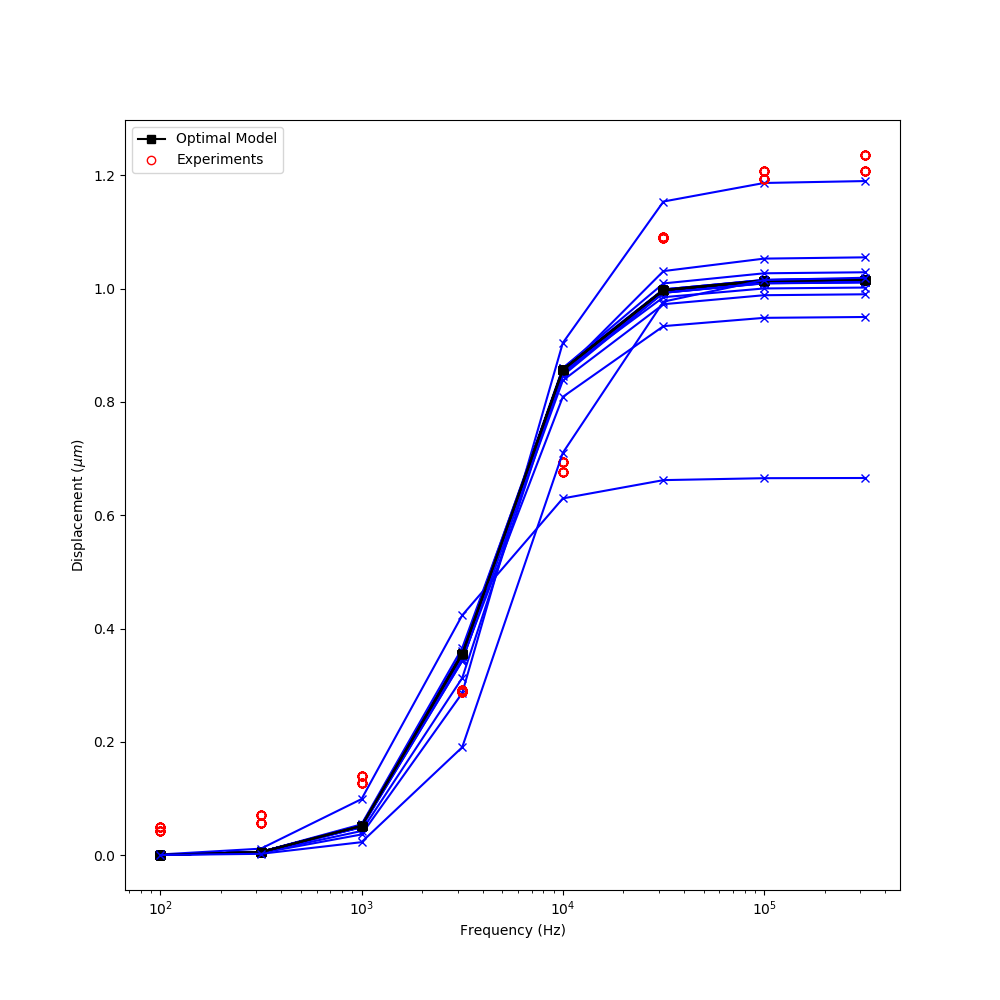 Optimal Model
Experiments
1.2
1.0
0.8
0.6
0.4
0.2
0.0
Displacement (μm)
10²
10³
10⁴
10⁵
Frequency (Hz)